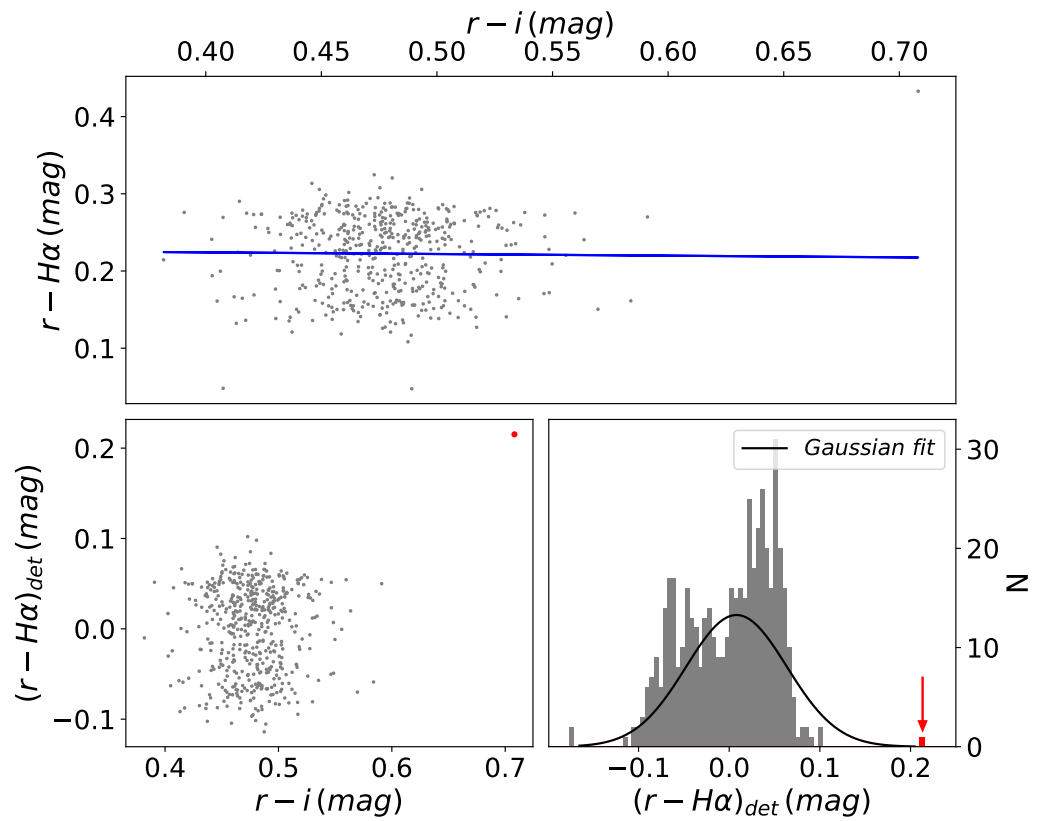 r − i (mag)
0.40 0.45 0.50 0.55 0.60 0.65 0.70
r − Hα (mag)
0.4
0.3
0.2
0.1
(r − Hα)det (mag)
0.2
0.1
0.0
−0.1
0.4 0.5 0.6 0.7
r − i (mag)
Gaussian fit
30
20
10
0
N
−0.1 0.0 0.1 0.2
(r − Hα)det (mag)